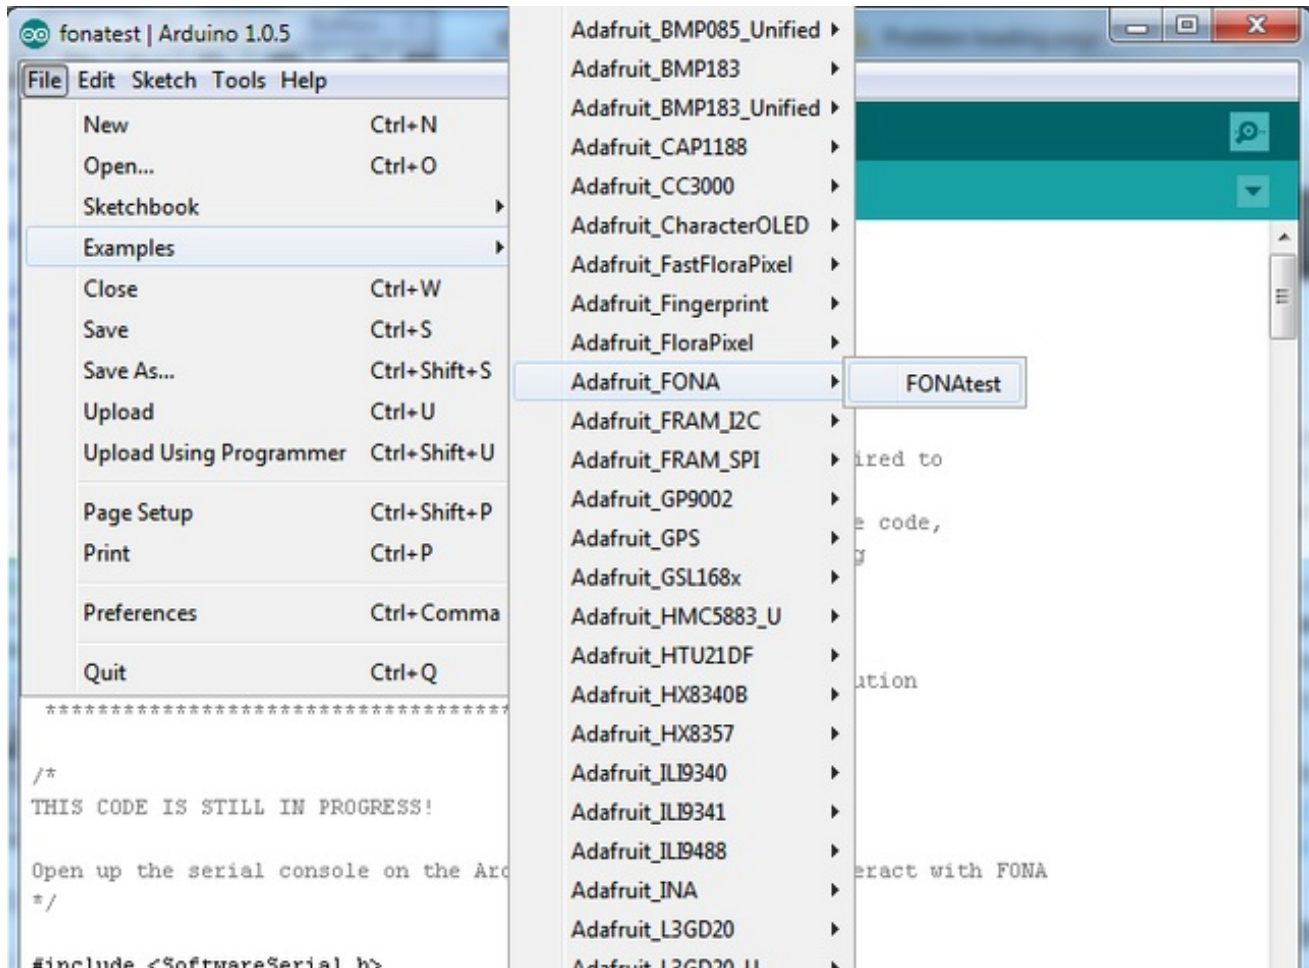 fonatest | Arduino 1.0.5
File Edit Sketch Tools Help
New Ctrl+N
Open... Ctrl+O
Sketchbook
Examples
Close Ctrl+W
Save Ctrl+S
Save As... Ctrl+Shift+S
Upload Ctrl+U
Upload Using Programmer Ctrl+Shift+U
Page Setup Ctrl+Shift+P
Print Ctrl+P
Preferences Ctrl+Comma
Quit Ctrl+Q
Adafruit_BMP085_Unified
Adafruit_BMP183
Adafruit_BMP183_Unified
Adafruit_CAP1188
Adafruit_CC3000
Adafruit_CharacterOLED
Adafruit_FastFloraPixel
Adafruit_Fingerprint
Adafruit_FloraPixel
Adafruit_FONA
Adafruit_FRAM_I2C
Adafruit_FRAM_SPI
Adafruit_GP9002
Adafruit_GPS
Adafruit_GSL168x
Adafruit_HMC5883_U
Adafruit_HTU21DF
Adafruit_HX8340B
Adafruit_HX8357
Adafruit_ILI9340
Adafruit_ILI9341
Adafruit_ILI9488
Adafruit_INA
Adafruit_L3GD20
Adafruit_L3GD20_U
FONAtest
ired to
e code,
g
ution
************************************
/*
THIS CODE IS STILL IN PROGRESS!
Open up the serial console on the Ard eract with FONA
*/
#include <SoftwareSerial.h>